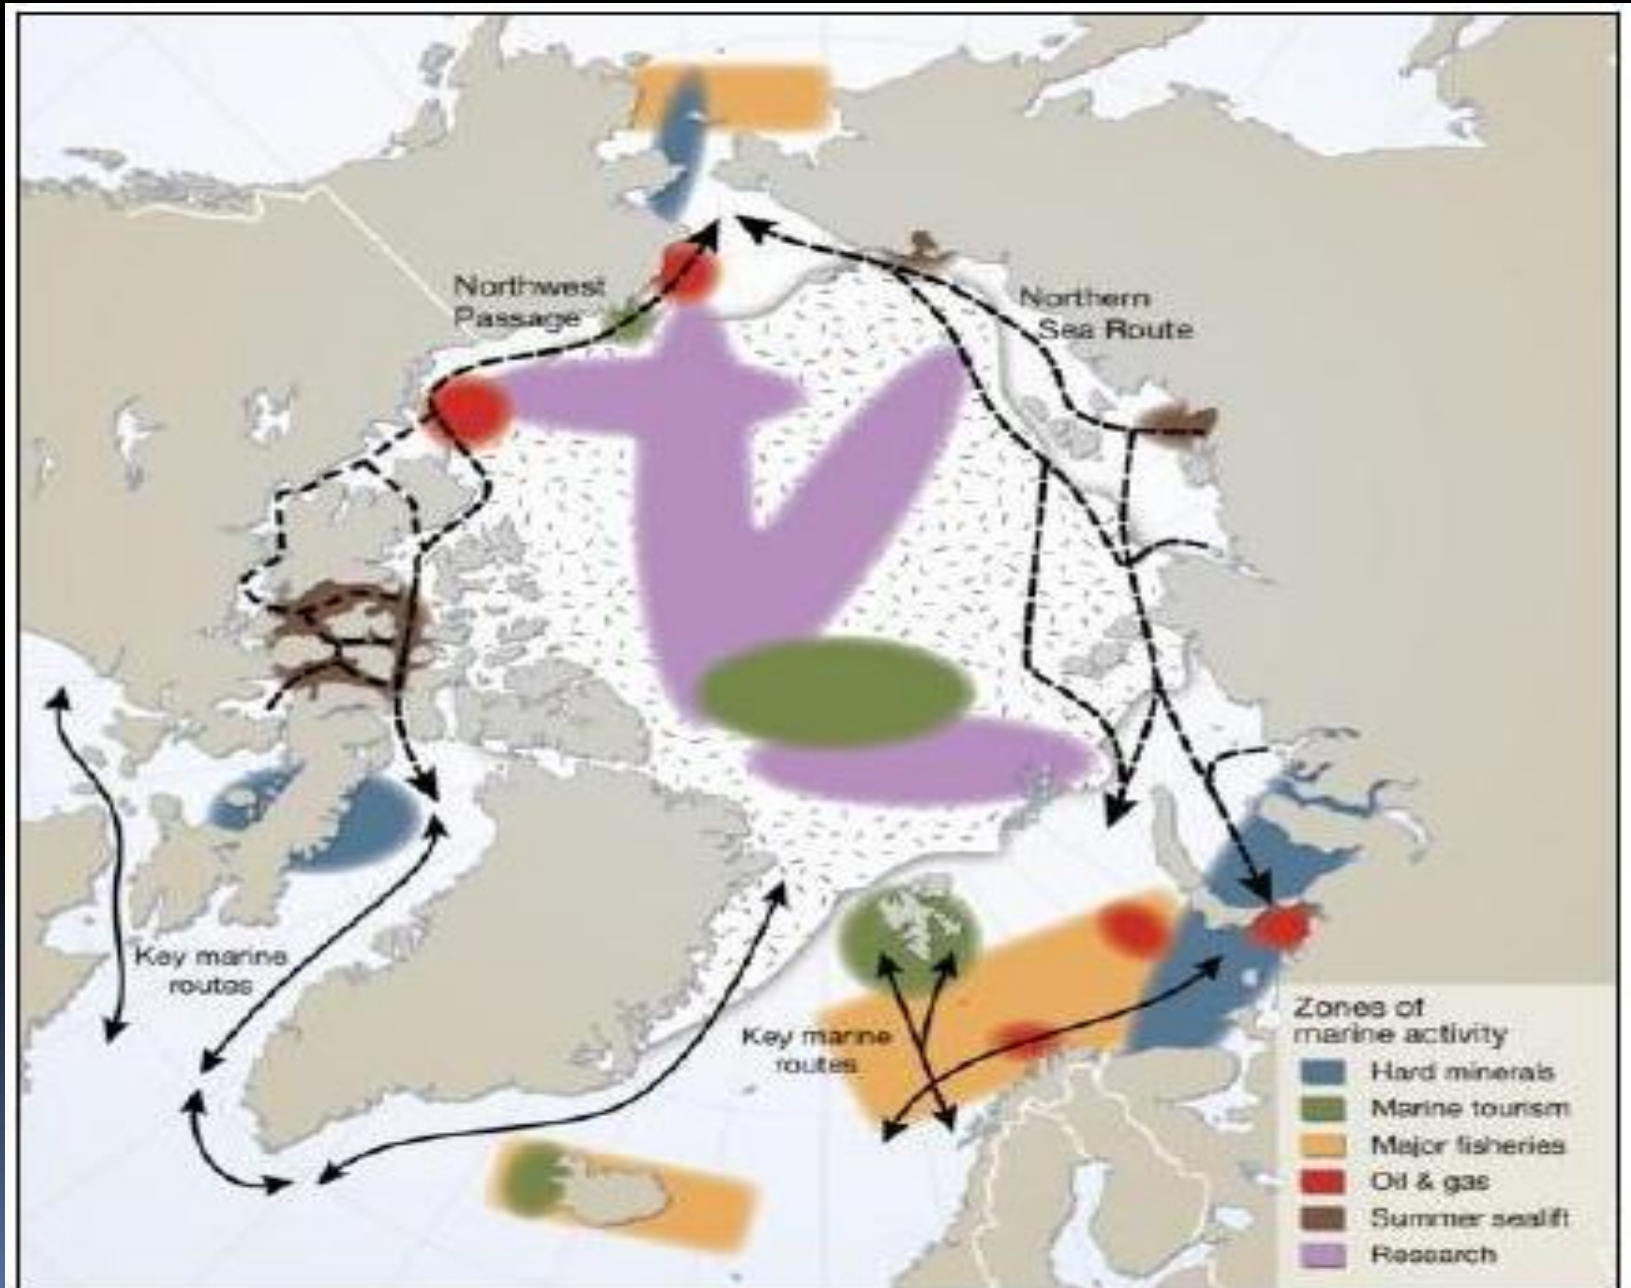 Northwest
Passage
Northern
Sea Route
Key marine
routes
Key marine
routes
Zones of
marine activity
Hard minerals
Marine tourism
Major fisheries
Oil & gas
Summer sealift
Research